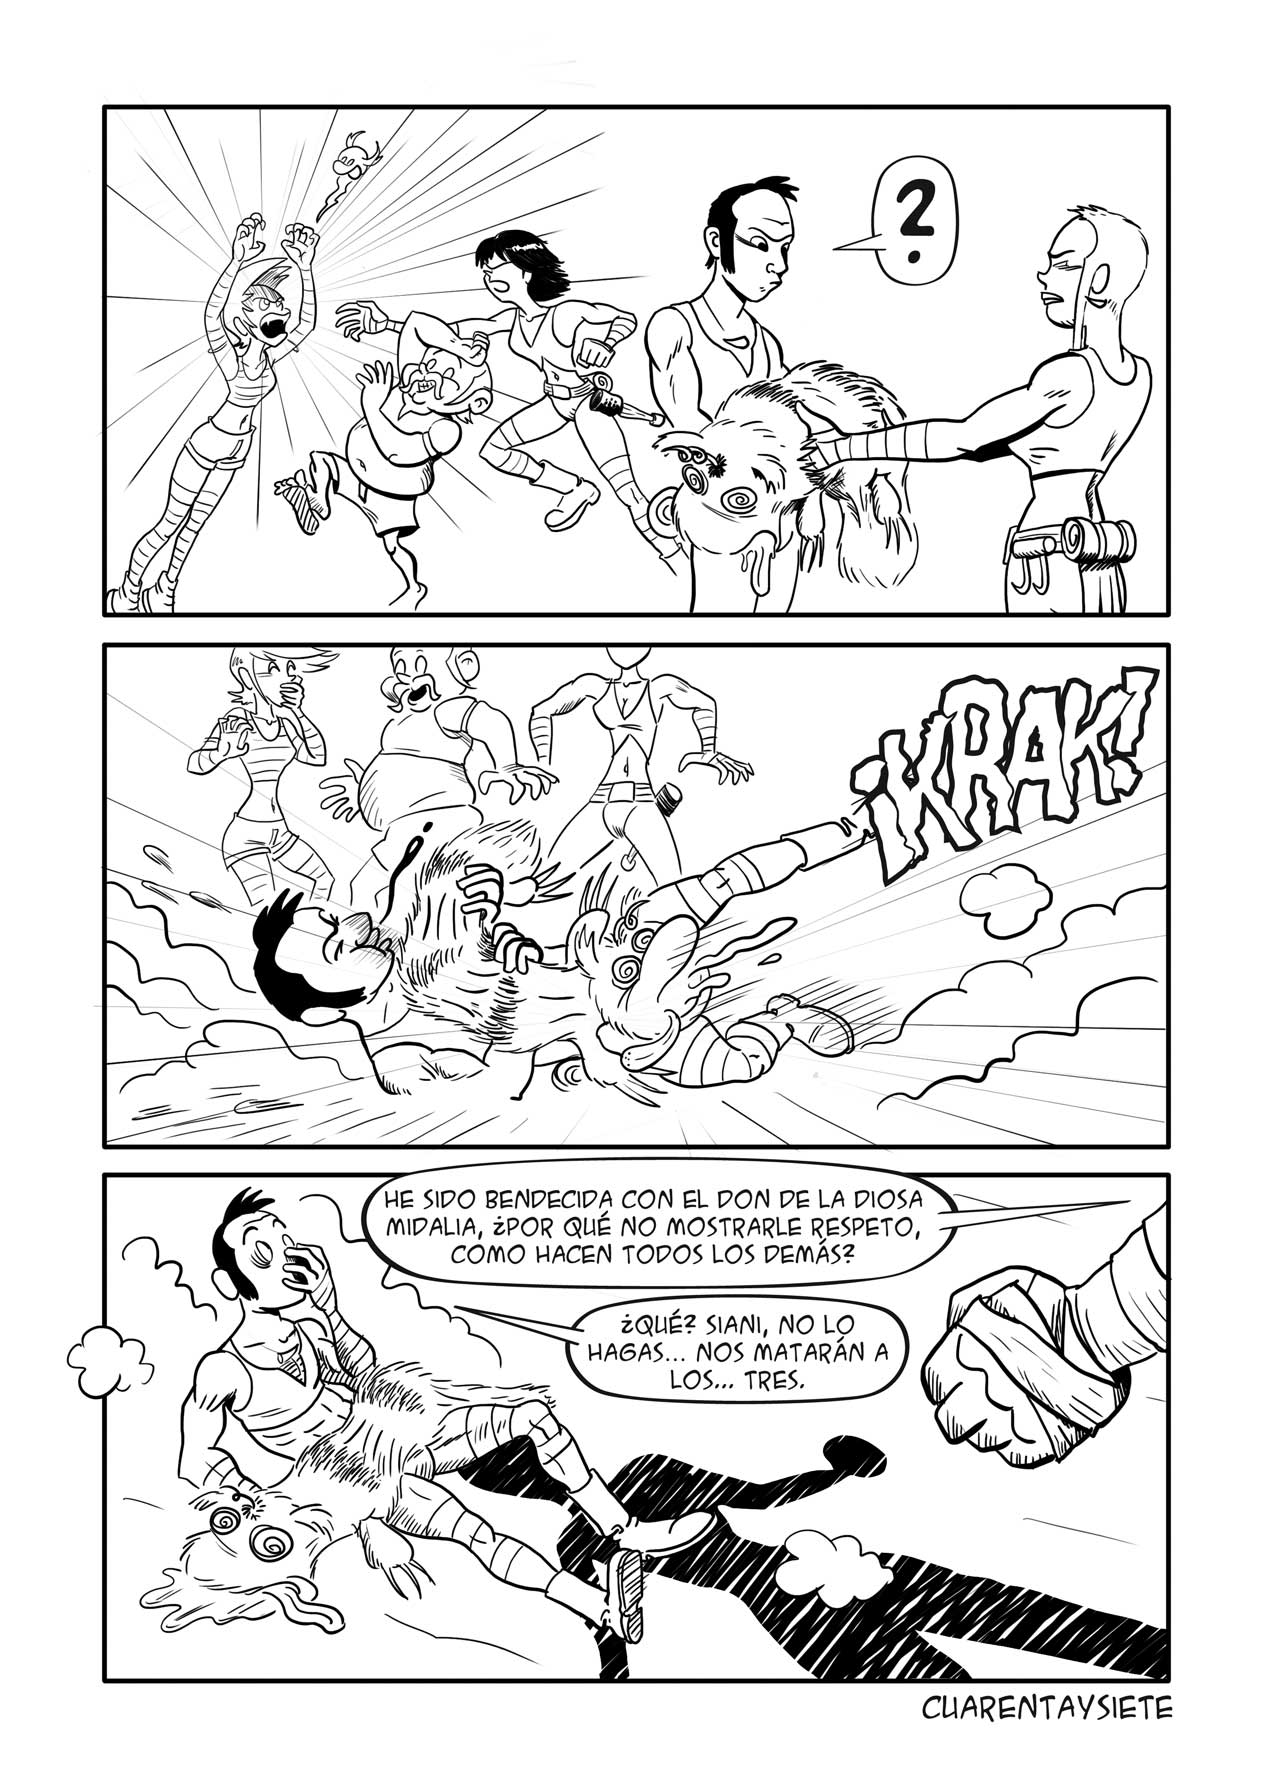 ?
¡KRAK!
HE SIDO BENDECIDA CON EL DON DE LA DIOSA
MIDALIA, ¿POR QUÉ NO MOSTRARLE RESPETO,
COMO HACEN TODOS LOS DEMÁS?
¿QUÉ? SIANI, NO LO
HAGAS... NOS MATARÁN A
LOS... TRES.
CUARENTAYSIETE